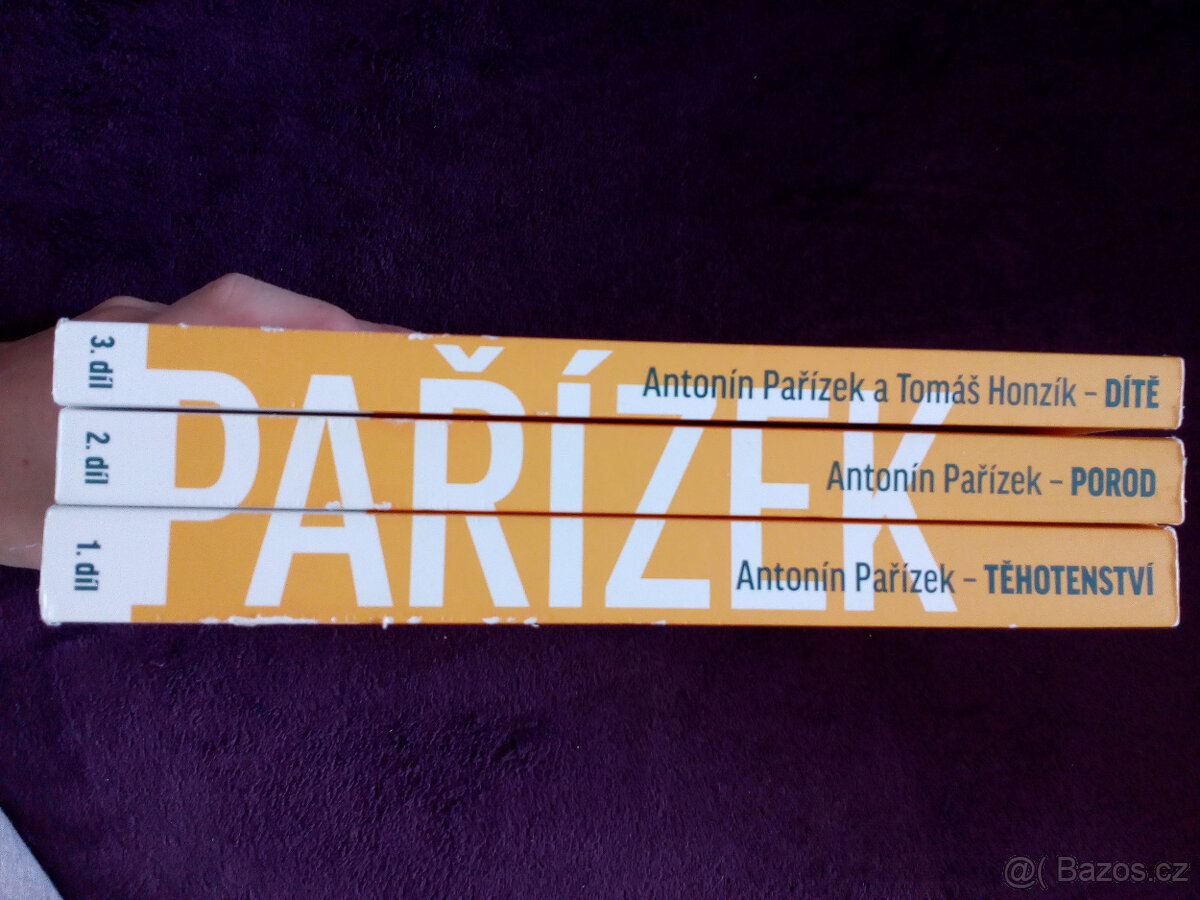 3. díl
Antonín Pařízek a Tomáš Honzík – DÍTĚ
2. díl
Antonín Pařízek – POROD
1. díl
Antonín Pařízek – TĚHOTENSTVÍ
PAŘÍZEK
@( Bazos.cz